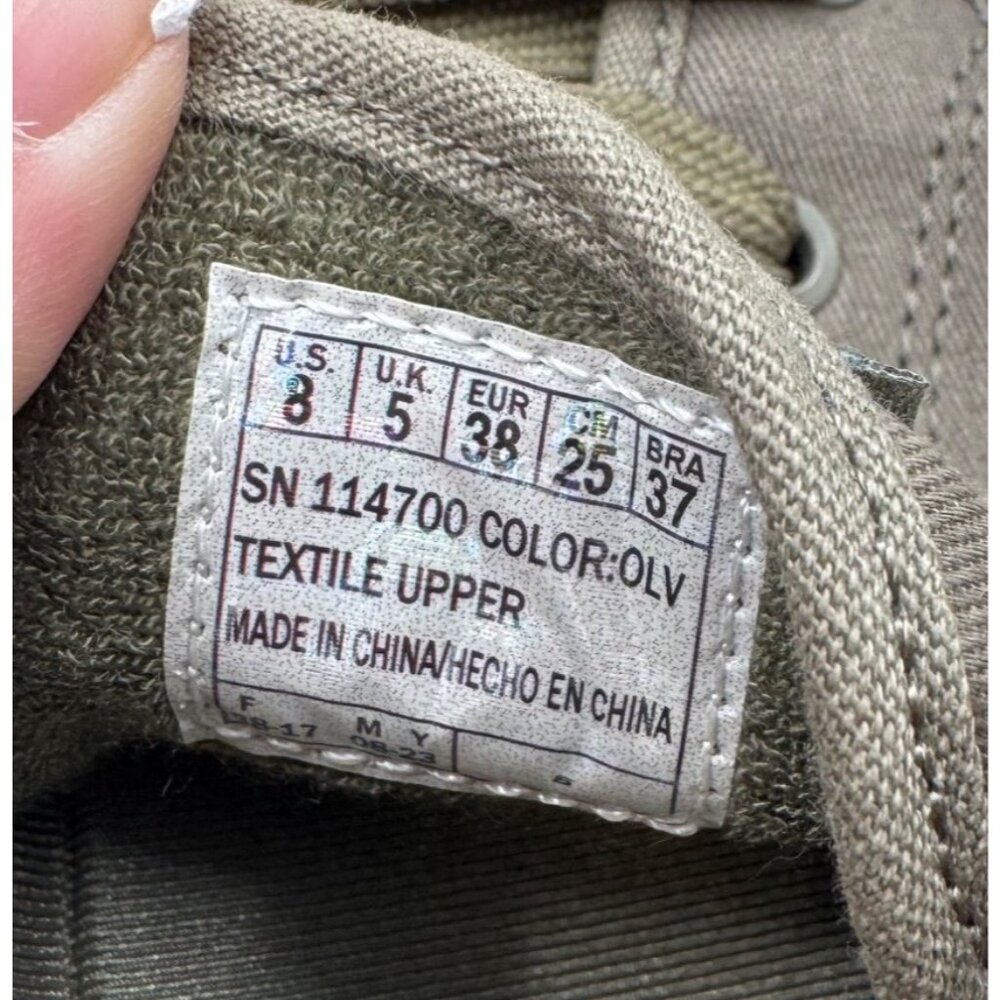 U.S. U.K. EUR CM BRA
8 5 38 25 37
SN 114700 COLOR:OLV
TEXTILE UPPER
MADE IN CHINA/HECHO EN CHINA
F M Y
08-23